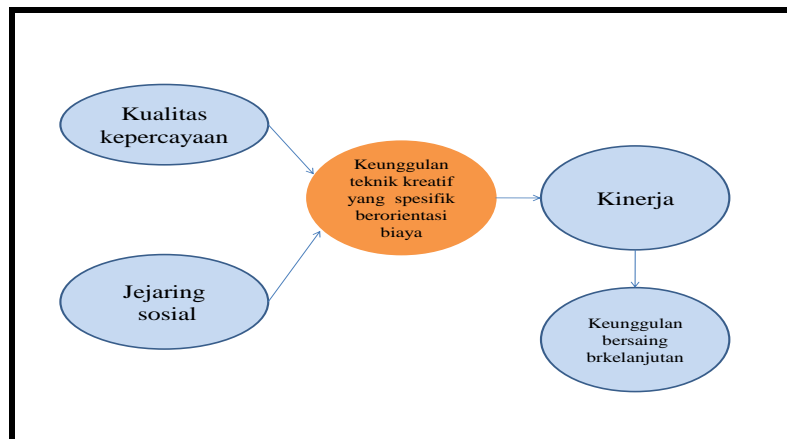 Kualitas
kepercayaan
Keunggulan
teknik kreatif
yang spesifik
berorientasi
biaya
Kinerja
Jejaring
sosial
Keunggulan
bersaing
brkelanjutan